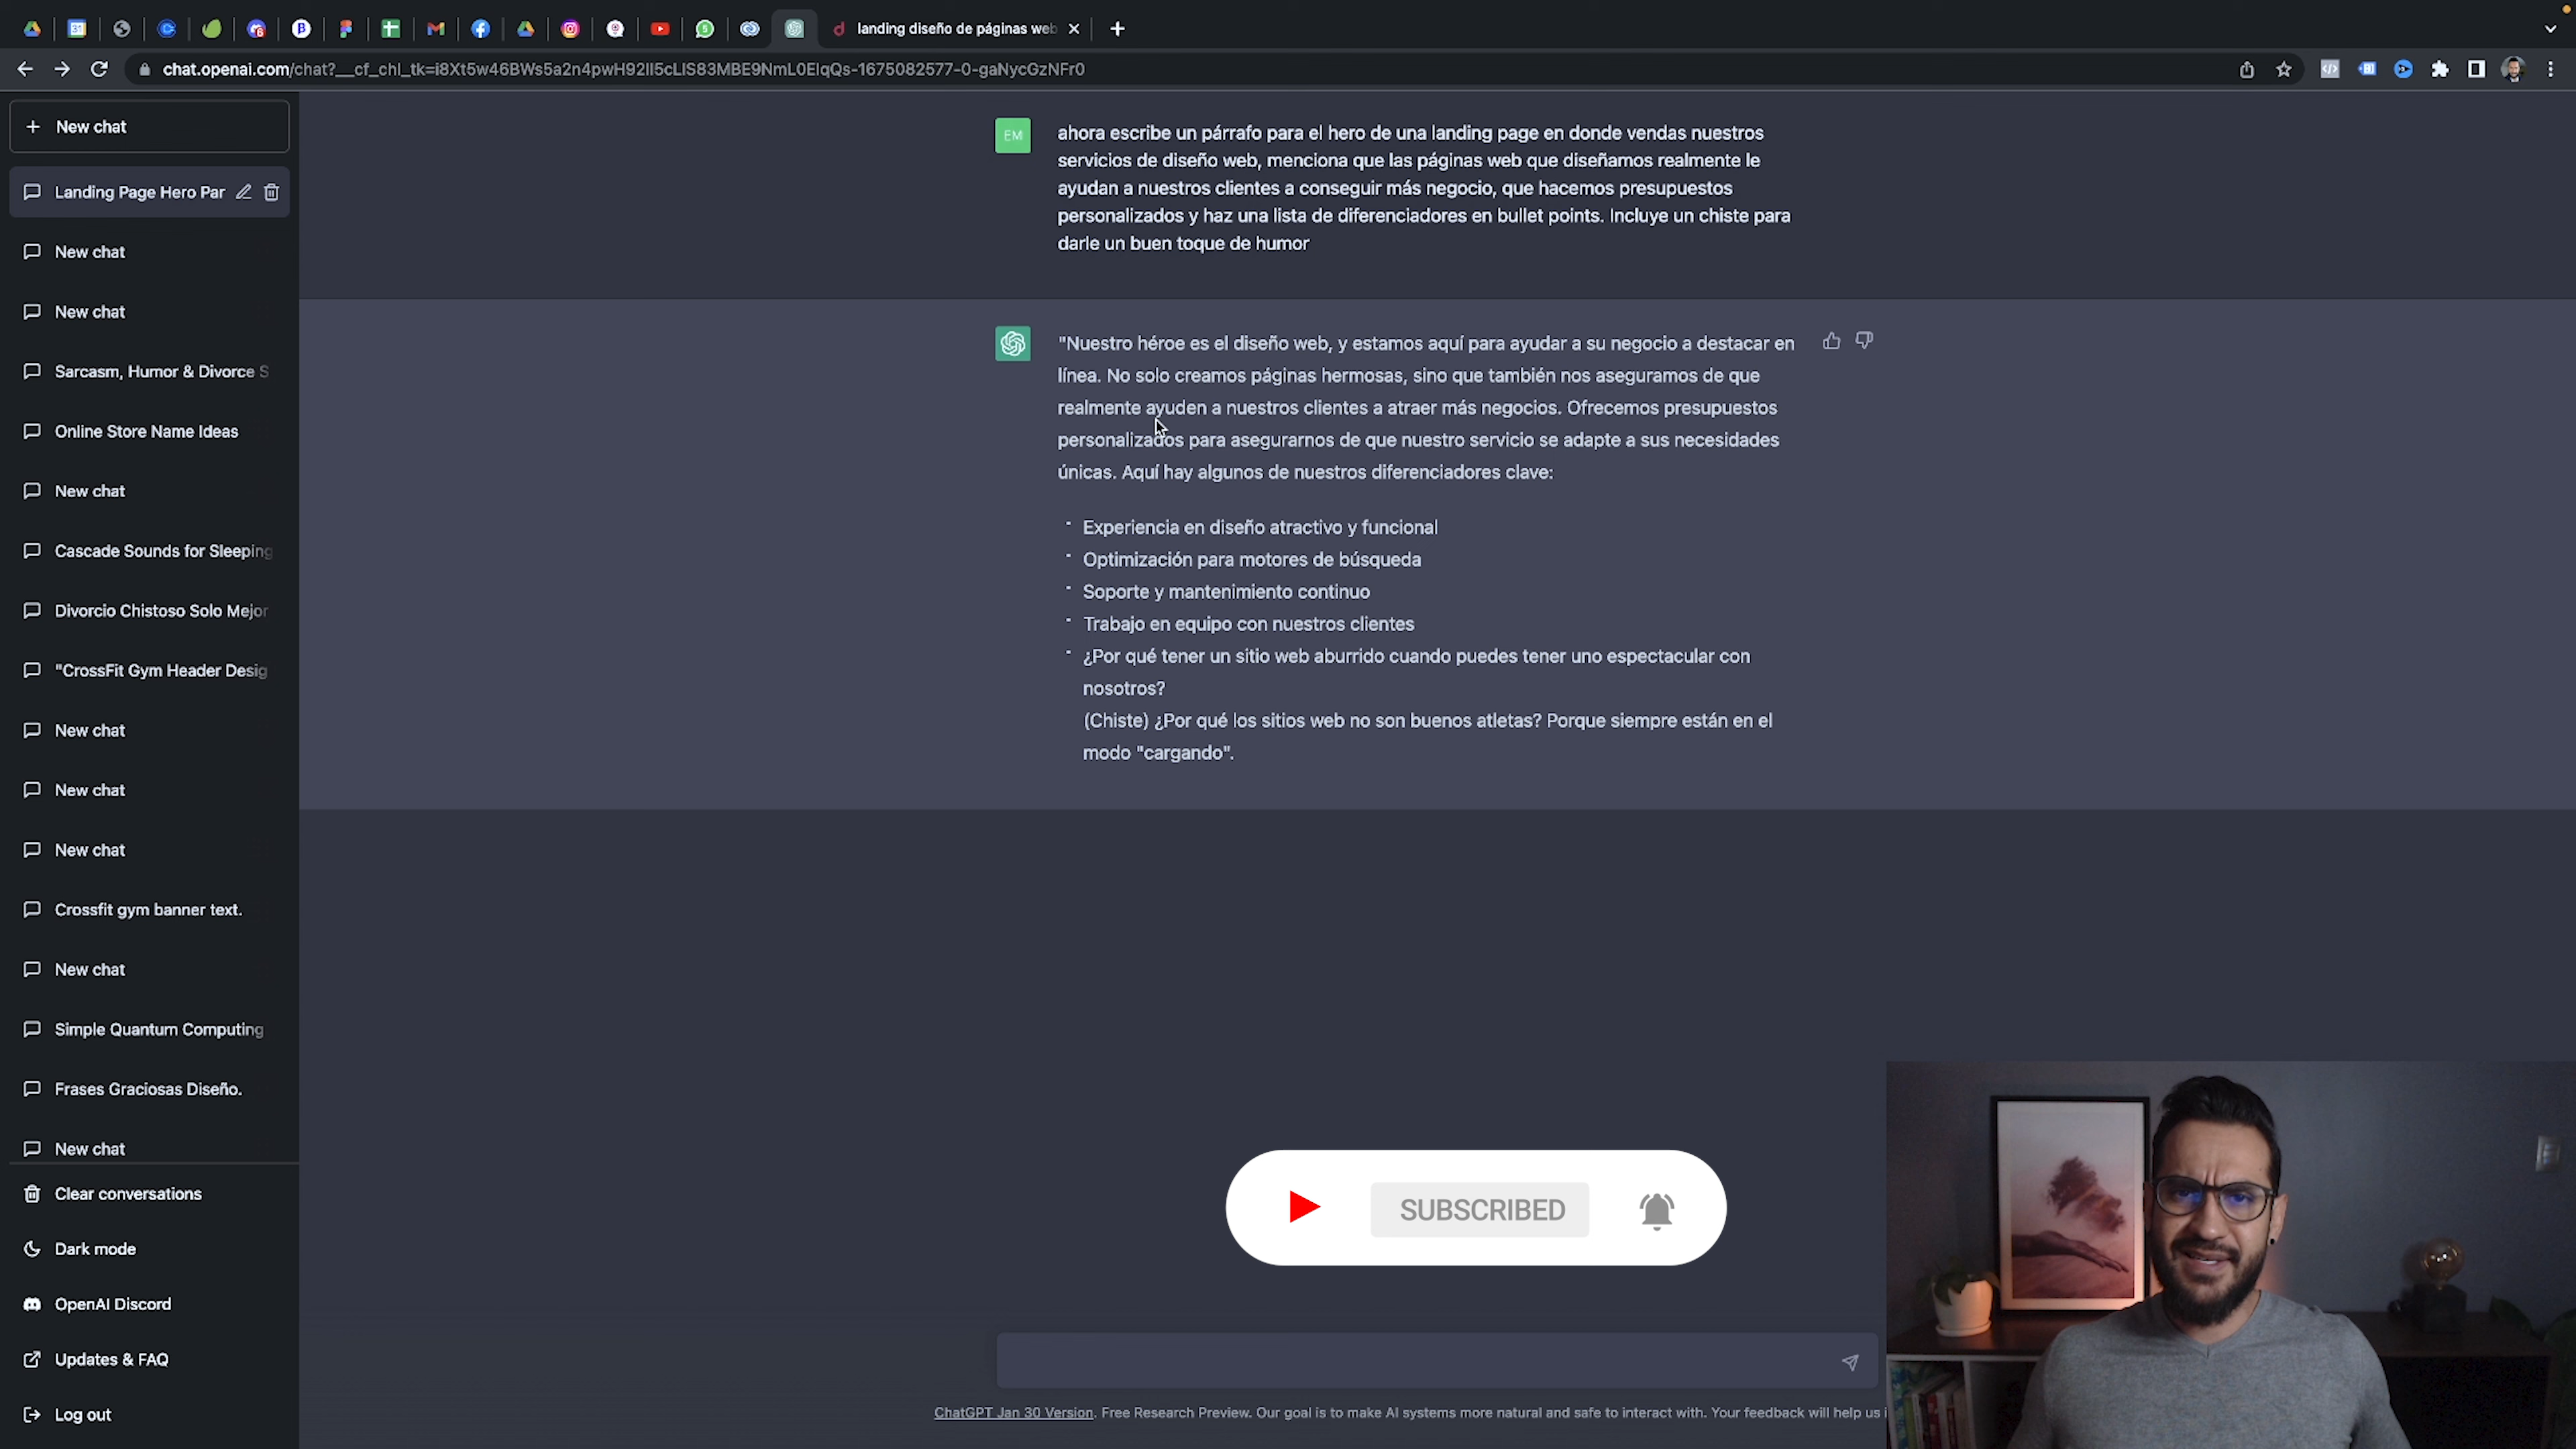 landing diseño de páginas web
chat.openai.com/chat?__cf_chl_tk=i8Xt5w46BWs5a2n4pwH92II5cLIS83MBE9NmL0ElqQs-1675082577-0-gaNycGzNFr0
New chat
Landing Page Hero Par
New chat
New chat
Sarcasm, Humor & Divorce S
Online Store Name Ideas
New chat
Cascade Sounds for Sleeping
Divorcio Chistoso Solo Mejor
"CrossFit Gym Header Desig
New chat
New chat
New chat
Crossfit gym banner text.
New chat
Simple Quantum Computing
Frases Graciosas Diseño.
New chat
Clear conversations
Dark mode
OpenAI Discord
Updates & FAQ
Log out
EM
ahora escribe un párrafo para el hero de una landing page en donde vendas nuestros
servicios de diseño web, menciona que las páginas web que diseñamos realmente le
ayudan a nuestros clientes a conseguir más negocio, que hacemos presupuestos
personalizados y haz una lista de diferenciadores en bullet points. Incluye un chiste para
darle un buen toque de humor
"Nuestro héroe es el diseño web, y estamos aquí para ayudar a su negocio a destacar en
línea. No solo creamos páginas hermosas, sino que también nos aseguramos de que
realmente ayuden a nuestros clientes a atraer más negocios. Ofrecemos presupuestos
personalizados para asegurarnos de que nuestro servicio se adapte a sus necesidades
únicas. Aquí hay algunos de nuestros diferenciadores clave:
Experiencia en diseño atractivo y funcional
Optimización para motores de búsqueda
Soporte y mantenimiento continuo
Trabajo en equipo con nuestros clientes
¿Por qué tener un sitio web aburrido cuando puedes tener uno espectacular con
nosotros?
(Chiste) ¿Por qué los sitios web no son buenos atletas? Porque siempre están en el
modo "cargando".
SUBSCRIBED
ChatGPT Jan 30 Version. Free Research Preview. Our goal is to make AI systems more natural and safe to interact with. Your feedback will help us i